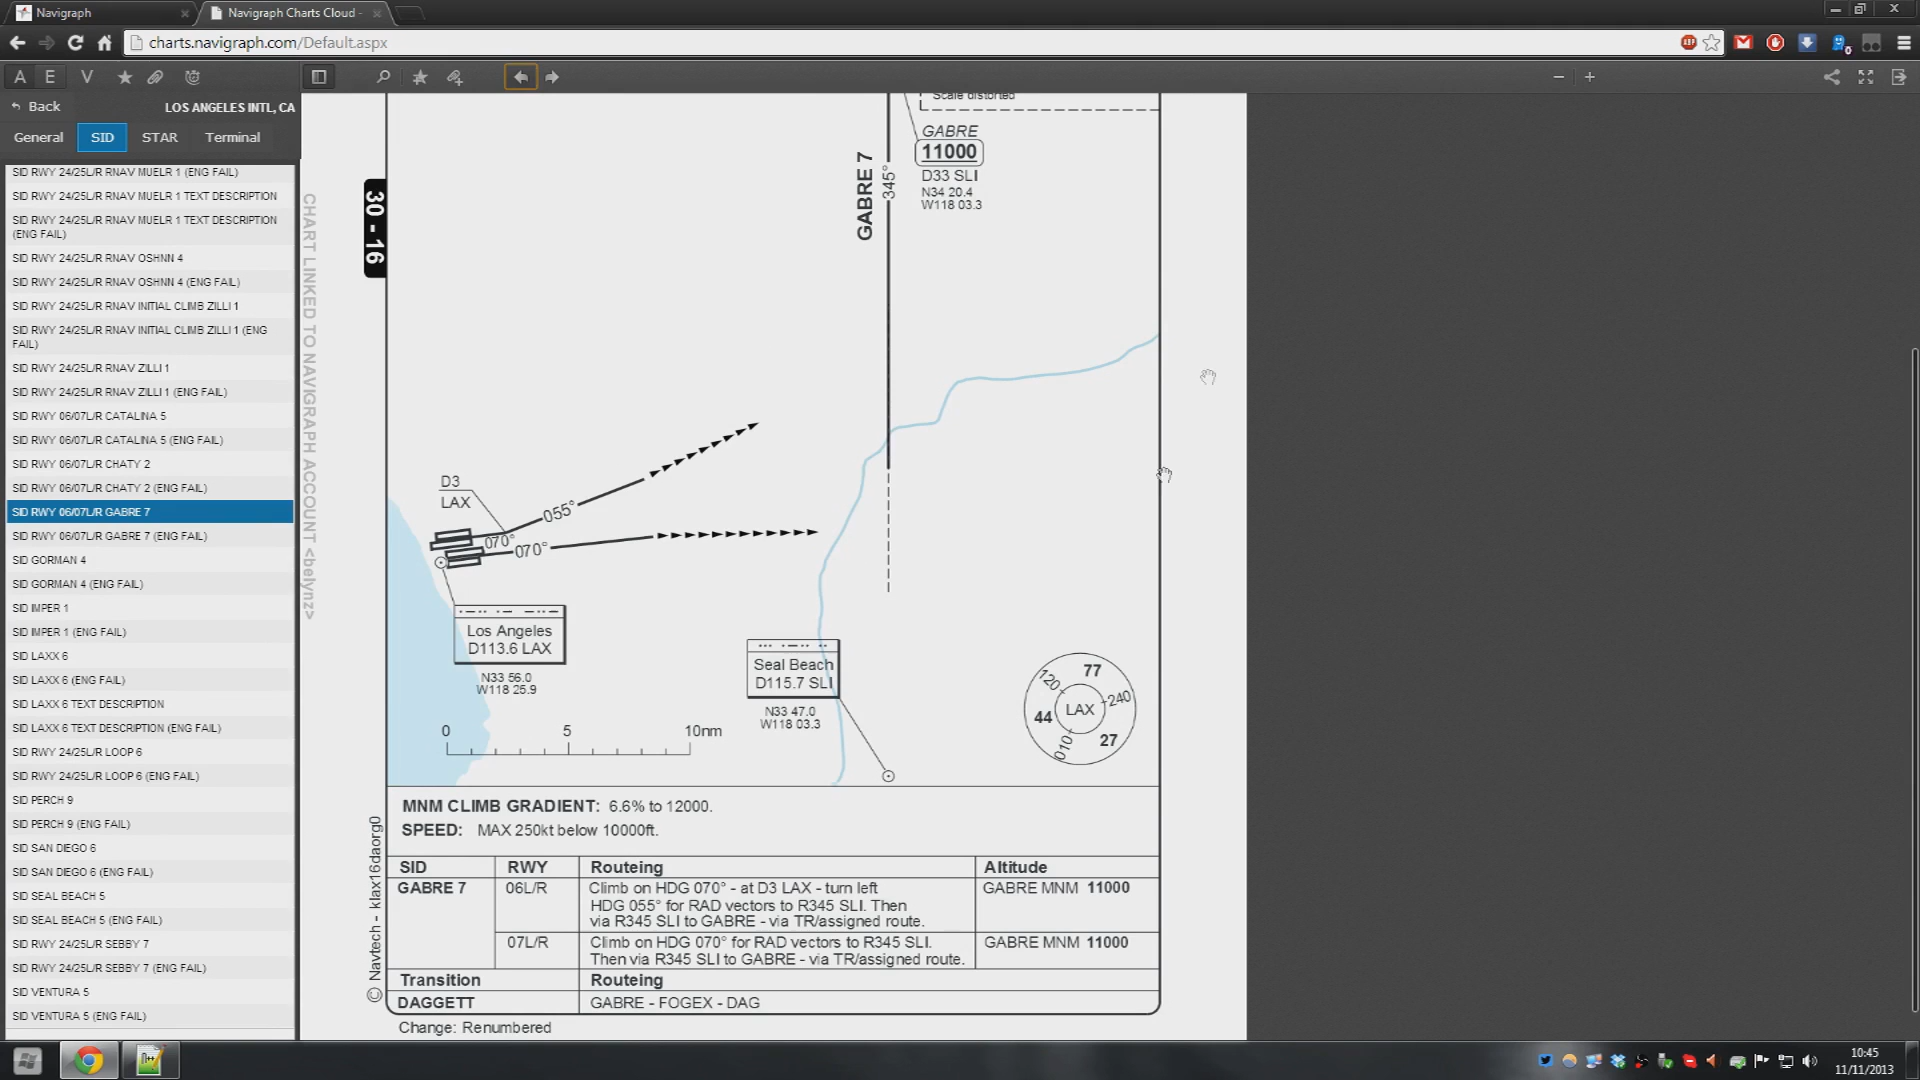 Navigraph
Navigraph Charts Cloud -
charts.navigraph.com/Default.aspx
A E V
Back
LOS ANGELES INTL, CA
General SID STAR Terminal
SID RWY 24/25L/R RNAV MUELR 1 (ENG FAIL)
SID RWY 24/25L/R RNAV MUELR 1 TEXT DESCRIPTION
SID RWY 24/25L/R RNAV MUELR 1 TEXT DESCRIPTION
(ENG FAIL)
SID RWY 24/25L/R RNAV OSHNN 4
SID RWY 24/25L/R RNAV OSHNN 4 (ENG FAIL)
SID RWY 24/25L/R RNAV INITIAL CLIMB ZILLI 1
SID RWY 24/25L/R RNAV INITIAL CLIMB ZILLI 1 (ENG
FAIL)
SID RWY 24/25L/R RNAV ZILLI 1
SID RWY 24/25L/R RNAV ZILLI 1 (ENG FAIL)
SID RWY 06/07L/R CATALINA 5
SID RWY 06/07L/R CATALINA 5 (ENG FAIL)
SID RWY 06/07L/R CHATY 2
SID RWY 06/07L/R CHATY 2 (ENG FAIL)
SID RWY 06/07L/R GABRE 7
SID RWY 06/07L/R GABRE 7 (ENG FAIL)
SID GORMAN 4
SID GORMAN 4 (ENG FAIL)
SID IMPER 1
SID IMPER 1 (ENG FAIL)
SID LAXX 6
SID LAXX 6 (ENG FAIL)
SID LAXX 6 TEXT DESCRIPTION
SID LAXX 6 TEXT DESCRIPTION (ENG FAIL)
SID RWY 24/25L/R LOOP 6
SID RWY 24/25L/R LOOP 6 (ENG FAIL)
SID PERCH 9
SID PERCH 9 (ENG FAIL)
SID SAN DIEGO 6
SID SAN DIEGO 6 (ENG FAIL)
SID SEAL BEACH 5
SID SEAL BEACH 5 (ENG FAIL)
SID RWY 24/25L/R SEBBY 7
SID RWY 24/25L/R SEBBY 7 (ENG FAIL)
SID VENTURA 5
SID VENTURA 5 (ENG FAIL)
CHART LINKED TO NAVIGRAPH ACCOUNT <belynz>
30 - 16
© Navtech - klax16daorg0
Scale distorted
GABRE
11000
D33 SLI
N34 20.4
W118 03.3
GABRE 7
345°
D3
LAX
055°
070°
070°
Los Angeles
D113.6 LAX
N33 56.0
W118 25.9
Seal Beach
D115.7 SLI
N33 47.0
W118 03.3
0 5 10nm
120
77
240
LAX
44
27
010
MNM CLIMB GRADIENT: 6.6% to 12000.
SPEED: MAX 250kt below 10000ft.
SID RWY Routeing Altitude
GABRE 7 06L/R Climb on HDG 070° - at D3 LAX - turn left GABRE MNM 11000
HDG 055° for RAD vectors to R345 SLI. Then
via R345 SLI to GABRE - via TR/assigned route.
07L/R Climb on HDG 070° for RAD vectors to R345 SLI. GABRE MNM 11000
Then via R345 SLI to GABRE - via TR/assigned route.
Transition Routeing
DAGGETT GABRE - FOGEX - DAG
Change: Renumbered
10:45
11/11/2013